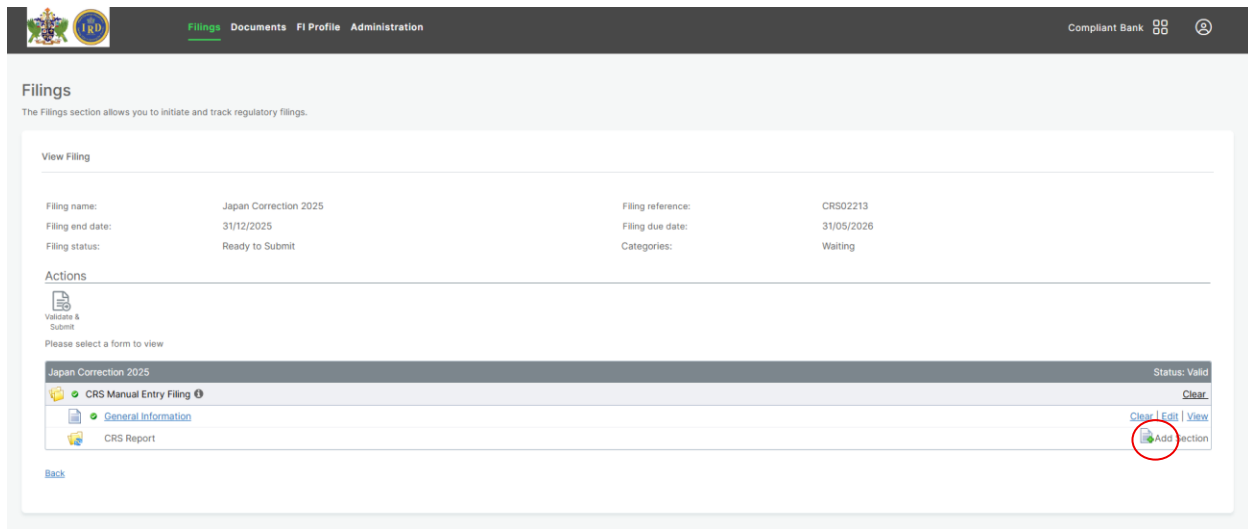 IRD
Filings Documents FI Profile Administration
Compliant Bank
Filings
The Filings section allows you to initiate and track regulatory filings.
View Filing
Filing name: Japan Correction 2025 Filing reference: CRS02213
Filing end date: 31/12/2025 Filing due date: 31/05/2026
Filing status: Ready to Submit Categories: Waiting
Actions
Validate &
Submit
Please select a form to view
Japan Correction 2025 Status: Valid
CRS Manual Entry Filing Clear
General Information Clear | Edit | View
CRS Report Add Section
Back